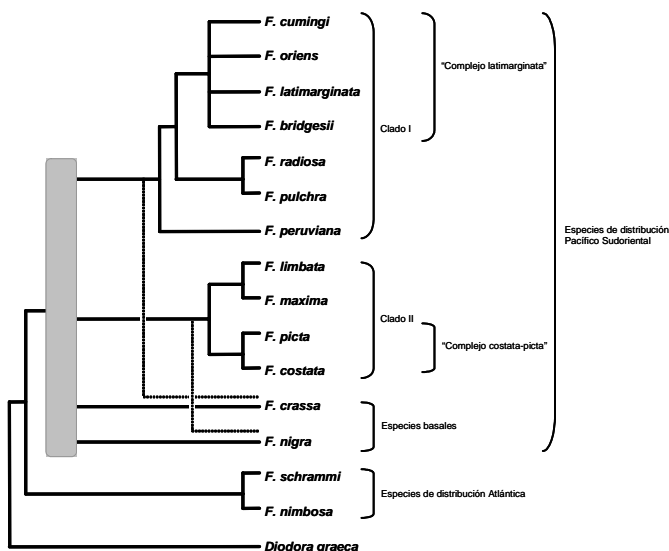 F. cumingi
F. oriens
"Complejo latimarginata"
F. latimarginata
F. bridgesii
Clado I
F. radiosa
F. pulchra
Especies de distribución
Pacífico Sudoriental
F. peruviana
F. limbata
F. maxima
Clado II
F. picta
"Complejo costata-picta"
F. costata
F. crassa
Especies basales
F. nigra
F. schrammi
Especies de distribución Atlántica
F. nimbosa
Diodora graeca